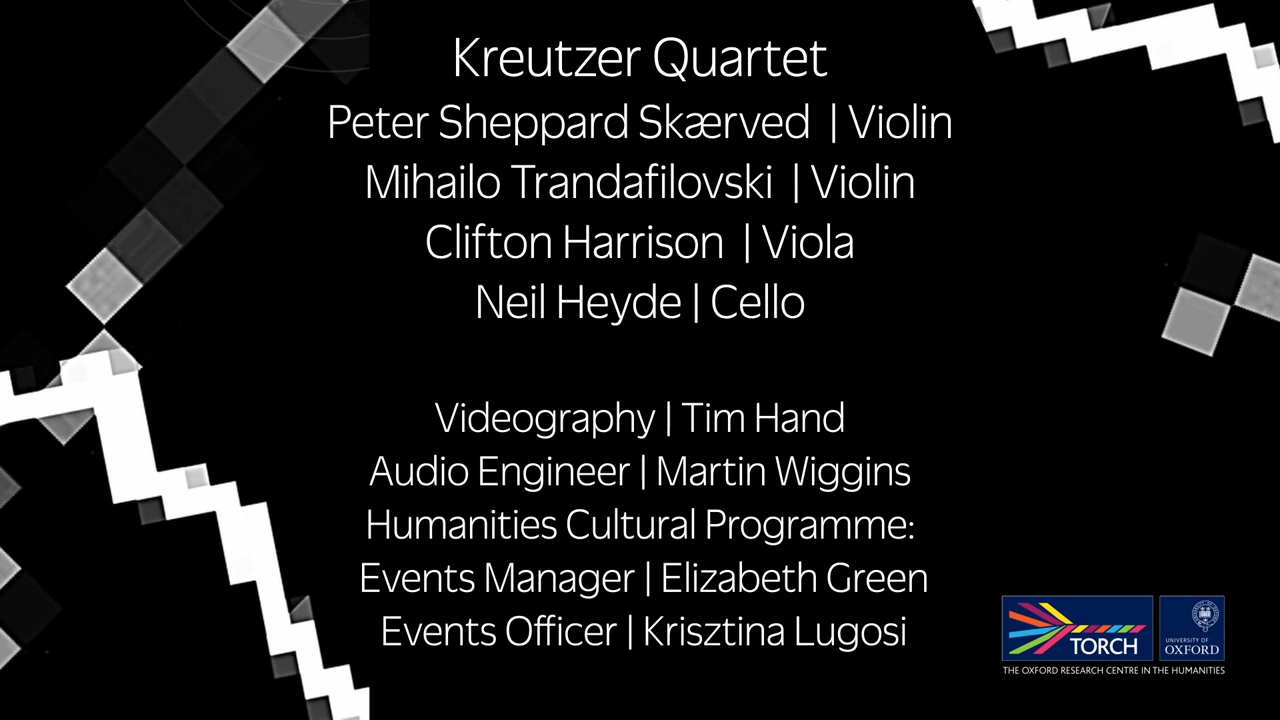 Kreutzer Quartet
Peter Sheppard Skærved | Violin
Mihailo Trandafilovski | Violin
Clifton Harrison | Viola
Neil Heyde | Cello
Videography | Tim Hand
Audio Engineer | Martin Wiggins
Humanities Cultural Programme:
Events Manager | Elizabeth Green
Events Officer | Krisztina Lugosi
TORCH
UNIVERSITY OF
OXFORD
THE OXFORD RESEARCH CENTRE IN THE HUMANITIES